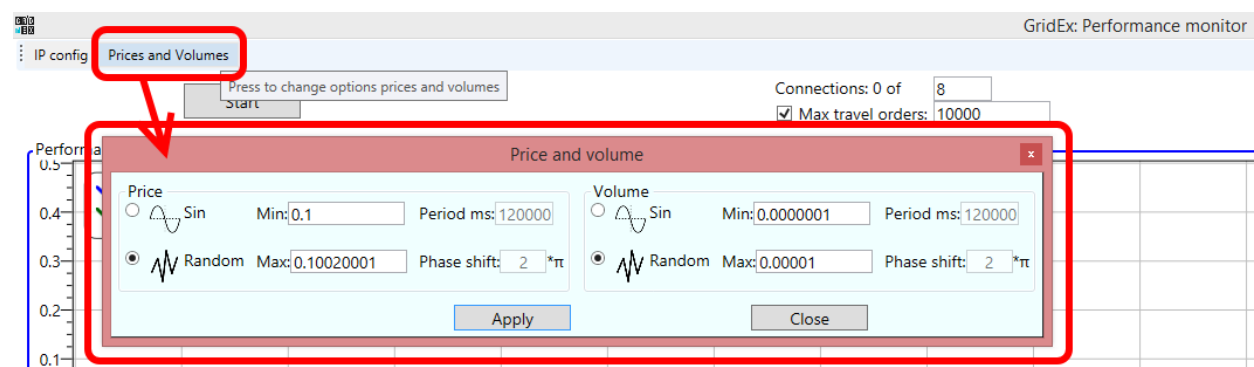 GRID
EX
GridEx: Performance monitor
IP config Prices and Volumes
Press to change options prices and volumes
Start
Connections: 0 of 8
Max travel orders: 10000
Performa
Price and volume
x
0.5
Price Volume
Sin Min: 0.1 Period ms: 120000 Sin Min: 0.0000001 Period ms: 120000
0.4
Random Max: 0.10020001 Phase shift: 2 *π Random Max: 0.00001 Phase shift: 2 *π
0.3
Apply Close
0.2
0.1